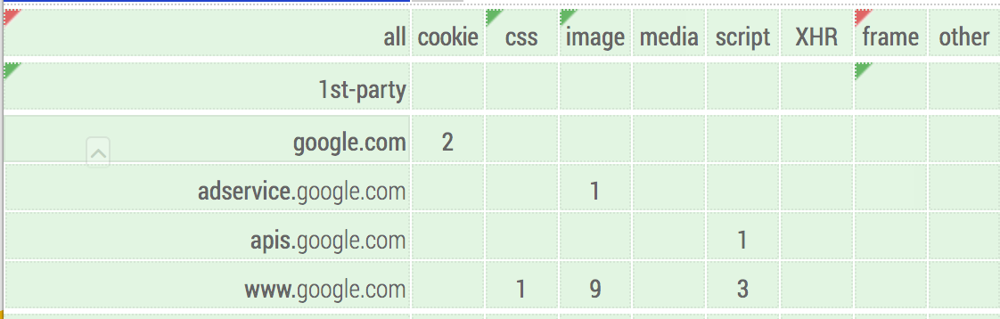 all cookie css image media script XHR frame other
1st-party
google.com 2
adservice.google.com 1
apis.google.com 1
www.google.com 1 9 3